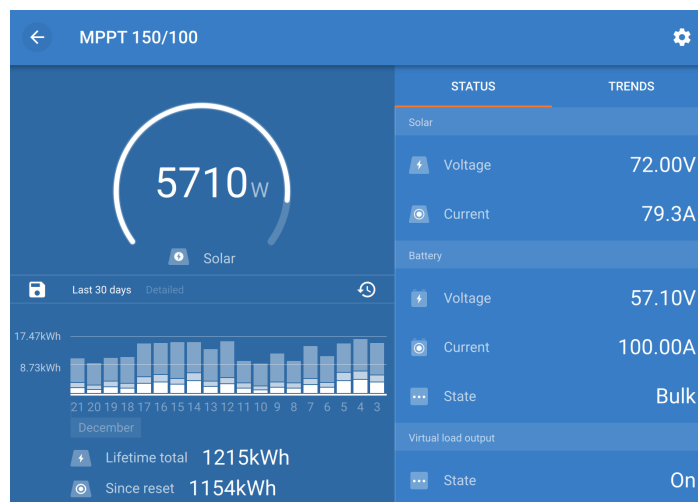 MPPT 150/100
5710W
Solar
Last 30 days Detailed
17.47kWh
8.73kWh
21 20 19 18 17 16 15 14 13 12 11 10 9 8 7 6 5 4 3
December
Lifetime total 1215kWh
Since reset 1154kWh
STATUS TRENDS
Solar
Voltage 72.00V
Current 79.3A
Battery
Voltage 57.10V
Current 100.00A
State Bulk
Virtual load output
State On